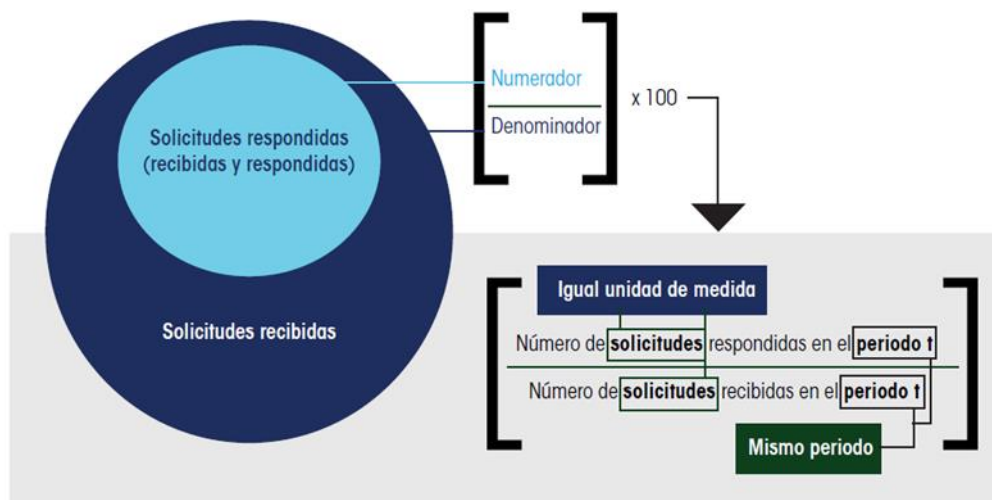 Solicitudes respondidas
(recibidas y respondidas)
Solicitudes recibidas
Numerador
Denominador
x 100
Igual unidad de medida
Número de solicitudes respondidas en el periodo t
Número de solicitudes recibidas en el periodo t
Mismo periodo